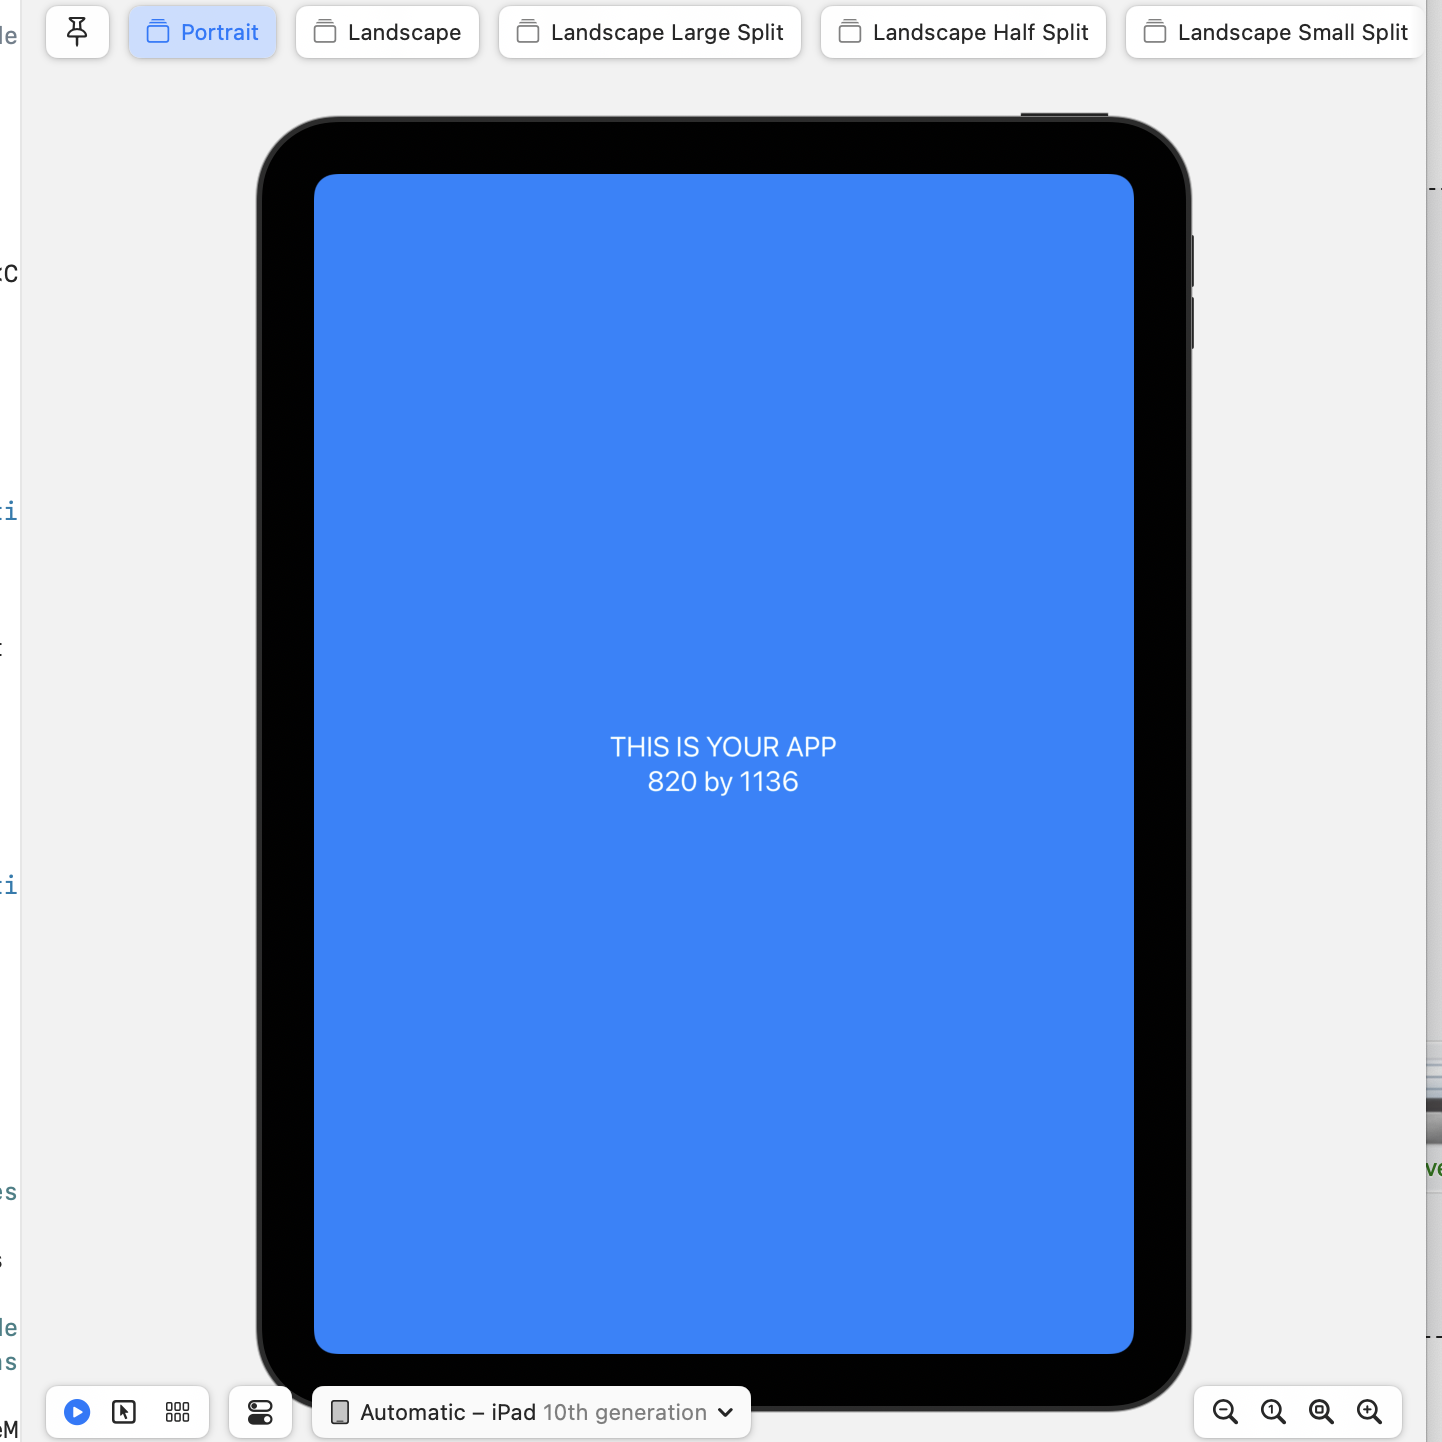 Portrait
Landscape
Landscape Large Split
Landscape Half Split
Landscape Small Split
THIS IS YOUR APP
820 by 1136
Automatic – iPad 10th generation